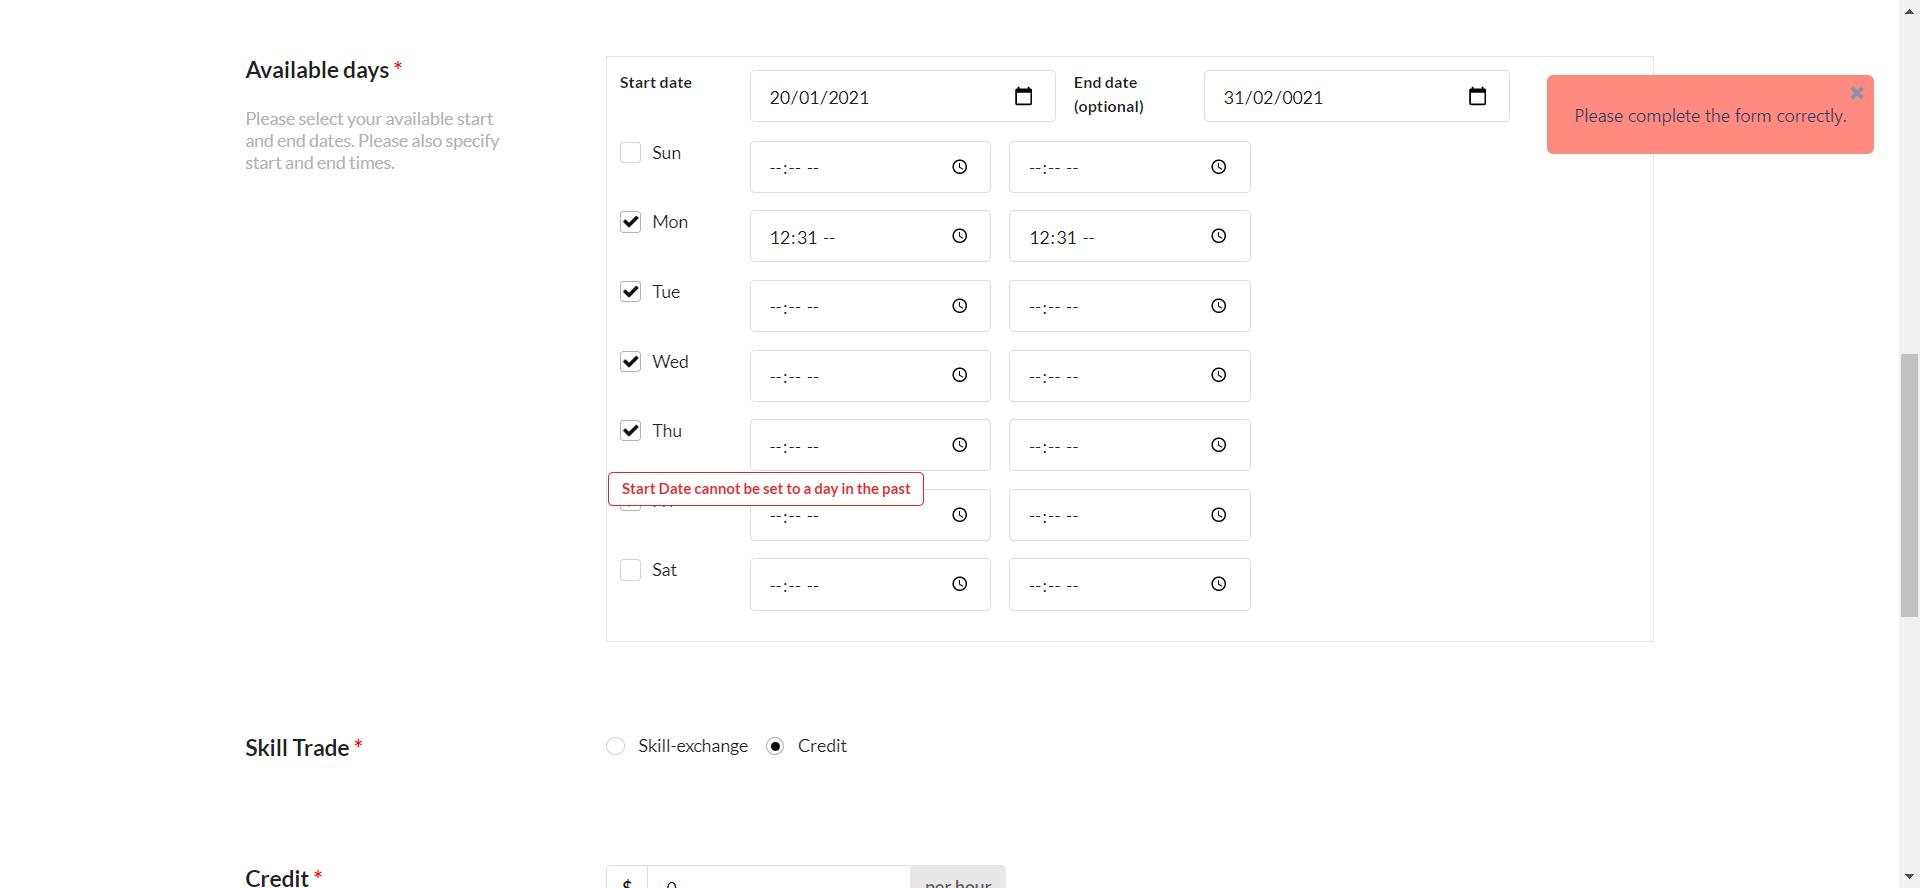 Available days *
Please select your available start
and end dates. Please also specify
start and end times.
Start date
20/01/2021
End date
(optional)
31/02/0021
Please complete the form correctly.
Sun
--:-- --
--:-- --
Mon
12:31 --
12:31 --
Tue
--:-- --
--:-- --
Wed
--:-- --
--:-- --
Thu
--:-- --
--:-- --
Start Date cannot be set to a day in the past
--:-- --
--:-- --
Sat
--:-- --
--:-- --
Skill Trade *
Skill-exchange
Credit
Credit *
$
0
per hour